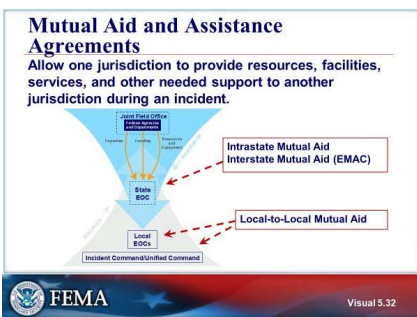 Mutual Aid and Assistance
Agreements
Allow one jurisdiction to provide resources, facilities,
services, and other needed support to another
jurisdiction during an incident.
Joint Field Office
Federal Agencies
and Departments
Expertise
Funding
Resources
and
Equipment
Intrastate Mutual Aid
Interstate Mutual Aid (EMAC)
State
EOC
Local-to-Local Mutual Aid
Local
EOCs
Incident Command/Unified Command
FEMA
Visual 5.32